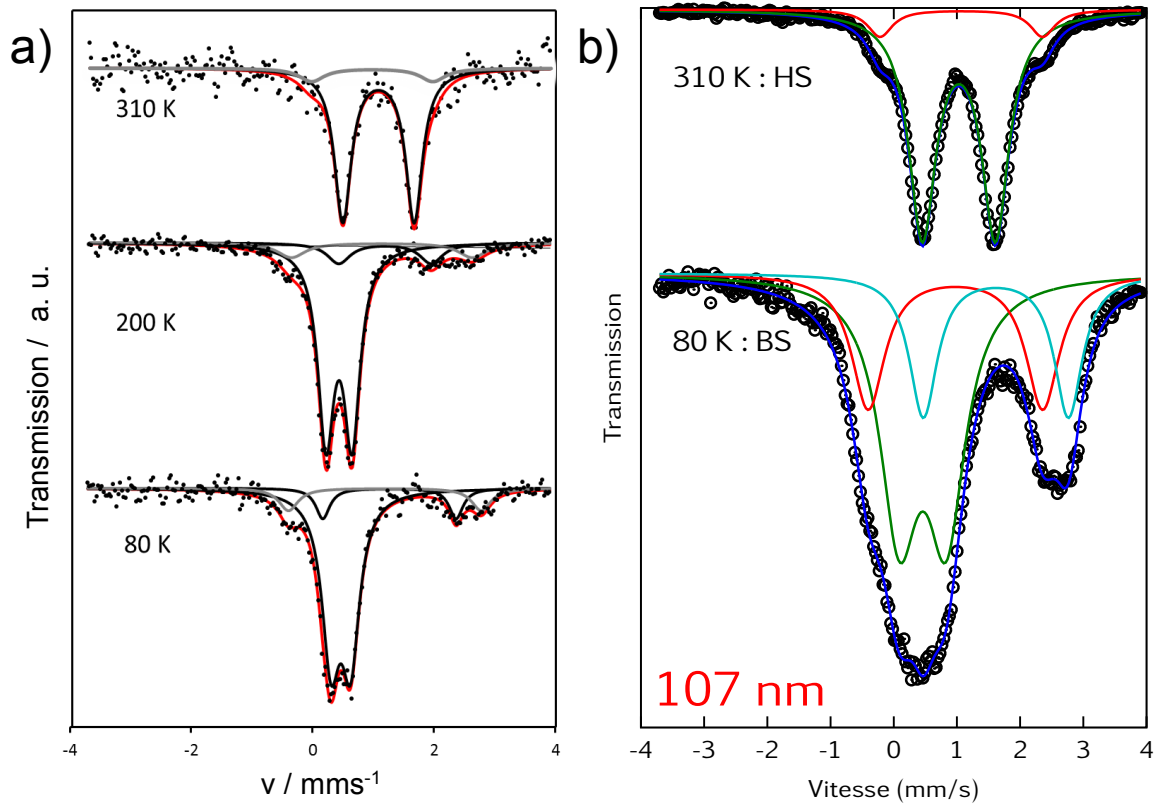 a)
310 K
200 K
80 K
Transmission / a. u.
-4
-2
0
2
4
v / mms⁻¹
b)
310 K : HS
80 K : BS
107 nm
Transmission
-4
-3
-2
-1
0
1
2
3
4
Vitesse (mm/s)